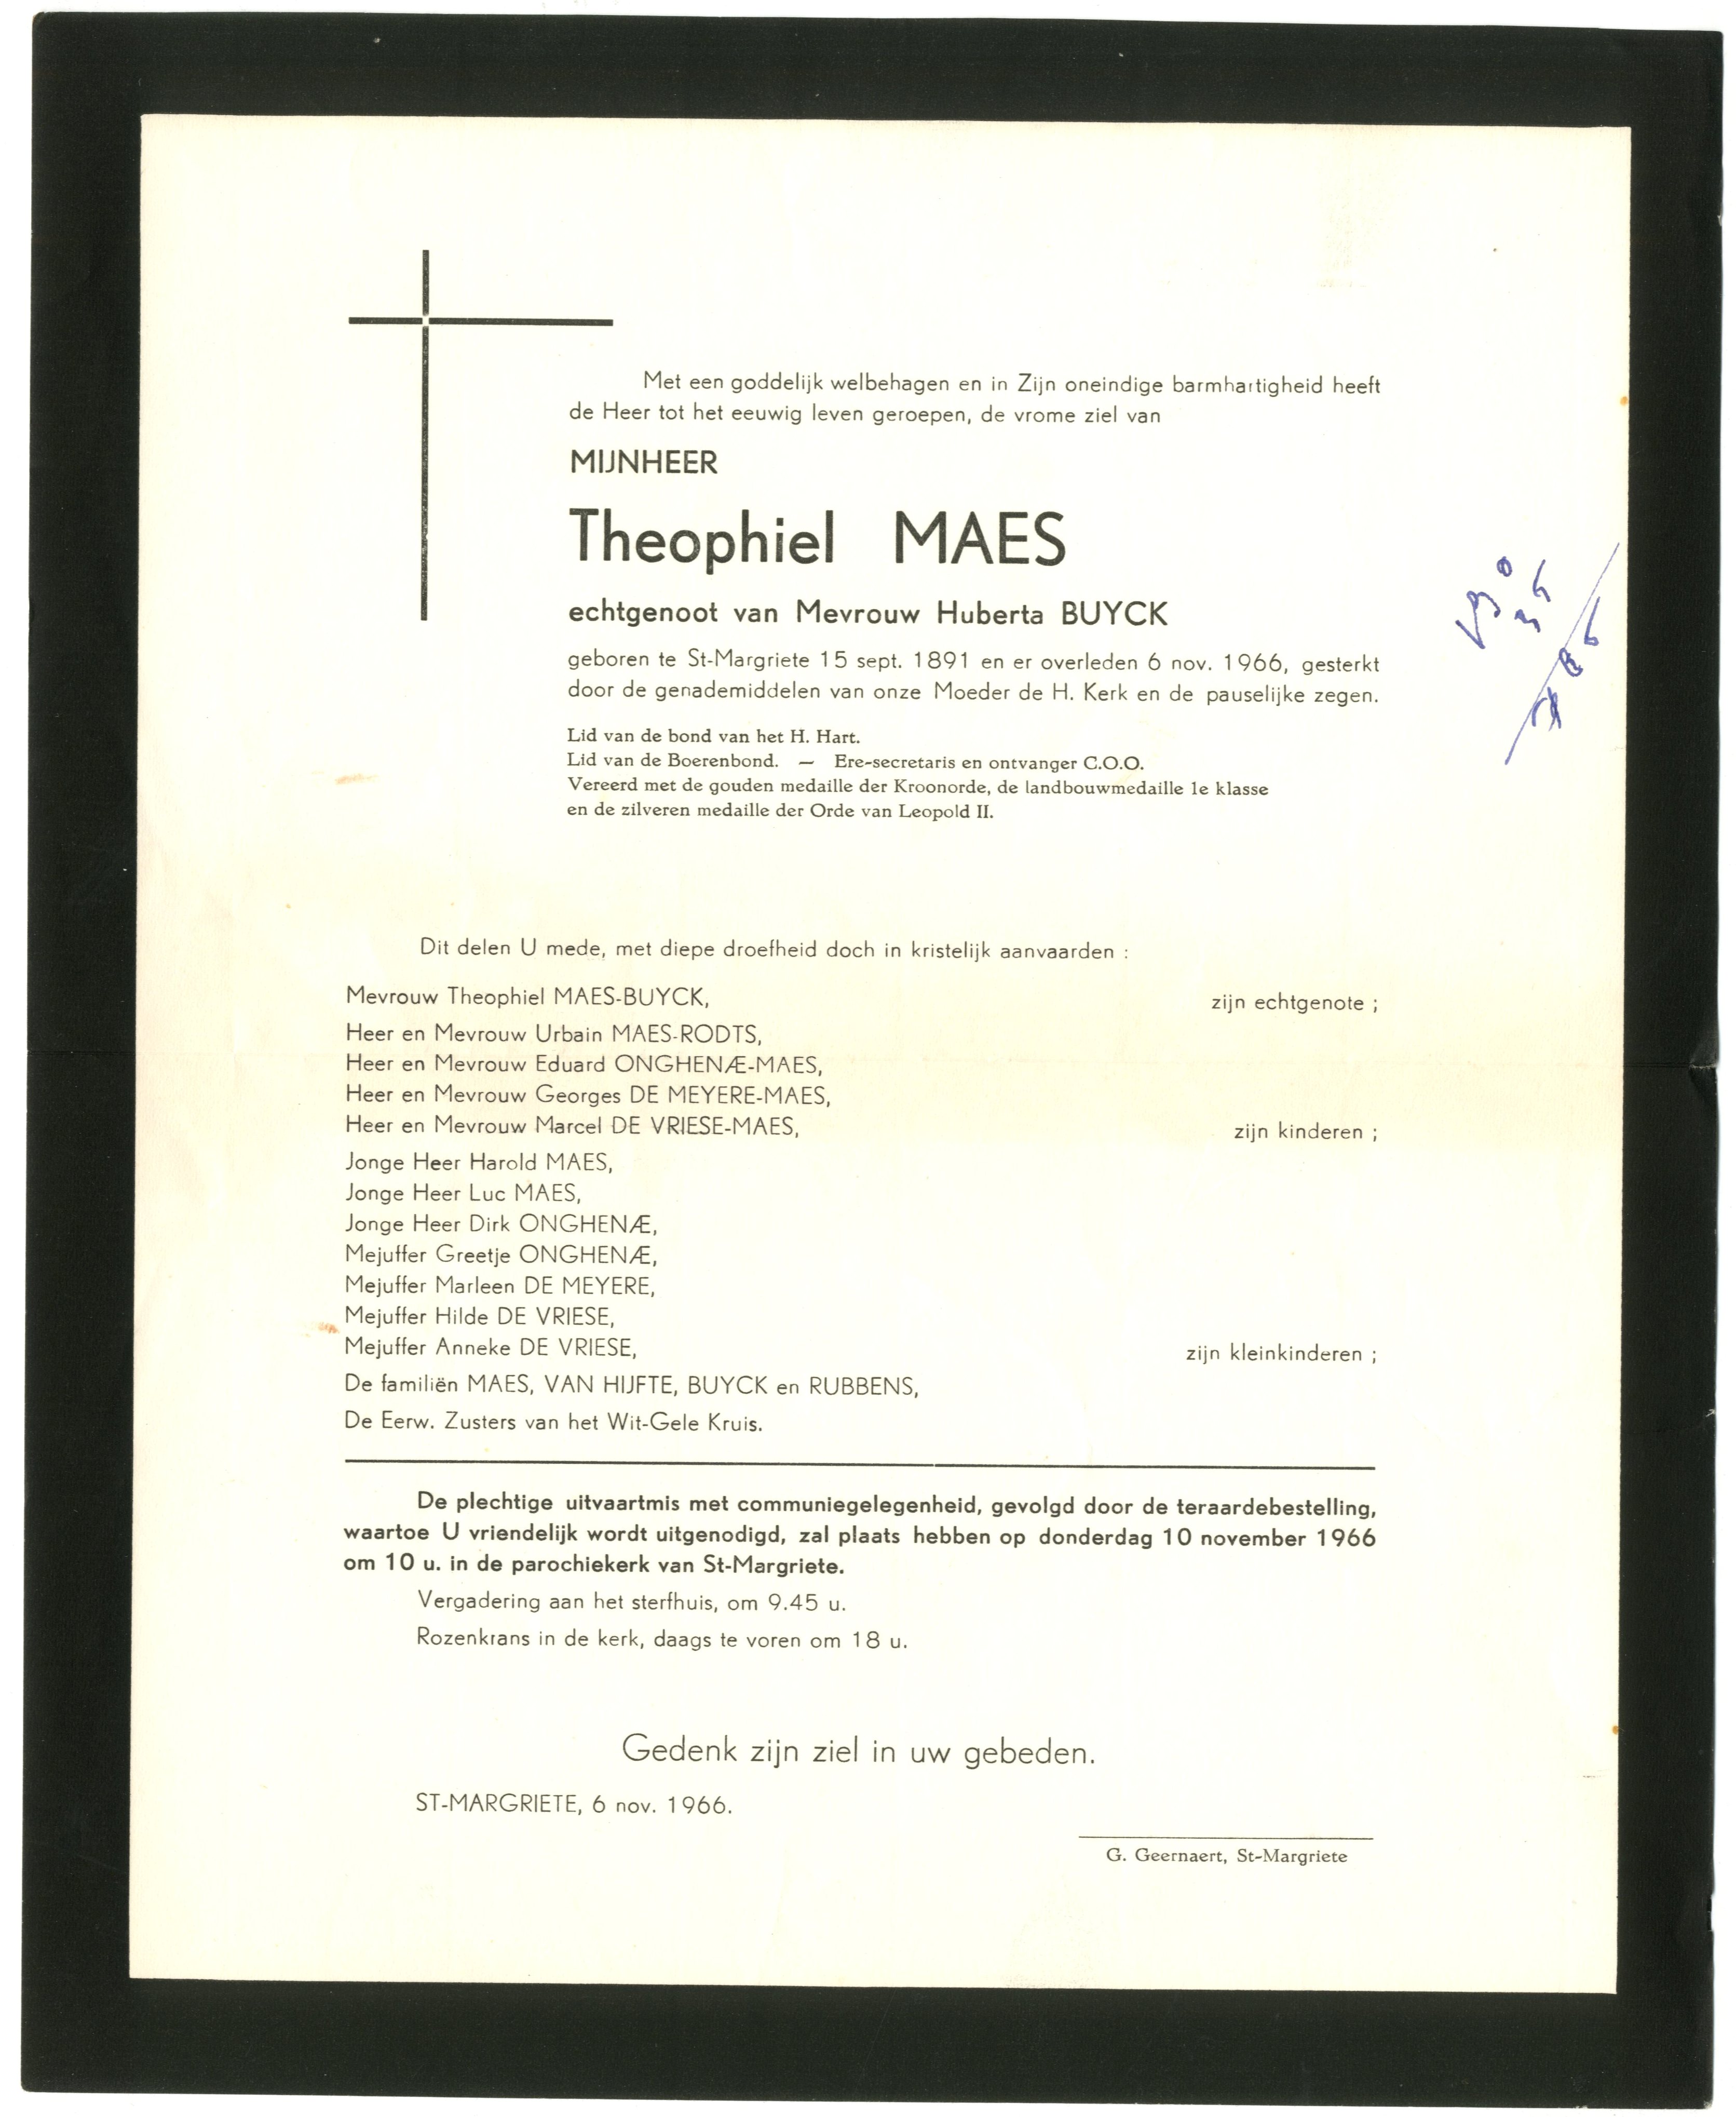 Met een goddelijk welbehagen en in Zijn oneindige barmhartigheid heeft
de Heer tot het eeuwig leven geroepen, de vrome ziel van
MIJNHEER
Theophiel MAES
echtgenoot van Mevrouw Huberta BUYCK
geboren te St-Margriete 15 sept. 1891 en er overleden 6 nov. 1966, gesterkt
door de genademiddelen van onze Moeder de H. Kerk en de pauselijke zegen.
Lid van de bond van het H. Hart.
Lid van de Boerenbond. — Ere-secretaris en ontvanger C.O.O.
Vereerd met de gouden medaille der Kroonorde, de landbouwmedaille 1e klasse
en de zilveren medaille der Orde van Leopold II.
Dit delen U mede, met diepe droefheid doch in kristelijk aanvaarden :
Mevrouw Theophiel MAES-BUYCK, zijn echtgenote ;
Heer en Mevrouw Urbain MAES-RODTS,
Heer en Mevrouw Eduard ONGHENÆ-MAES,
Heer en Mevrouw Georges DE MEYERE-MAES,
Heer en Mevrouw Marcel DE VRIESE-MAES, zijn kinderen ;
Jonge Heer Harold MAES,
Jonge Heer Luc MAES,
Jonge Heer Dirk ONGHENÆ,
Mejuffer Greetje ONGHENÆ,
Mejuffer Marleen DE MEYERE,
Mejuffer Hilde DE VRIESE,
Mejuffer Anneke DE VRIESE, zijn kleinkinderen ;
De familiën MAES, VAN HIJFTE, BUYCK en RUBBENS,
De Eerw. Zusters van het Wit-Gele Kruis.
De plechtige uitvaartmis met communiegelegenheid, gevolgd door de teraardebestelling,
waartoe U vriendelijk wordt uitgenodigd, zal plaats hebben op donderdag 10 november 1966
om 10 u. in de parochiekerk van St-Margriete.
Vergadering aan het sterfhuis, om 9.45 u.
Rozenkrans in de kerk, daags te voren om 18 u.
Gedenk zijn ziel in uw gebeden.
ST-MARGRIETE, 6 nov. 1966.
G. Geernaert, St-Margriete